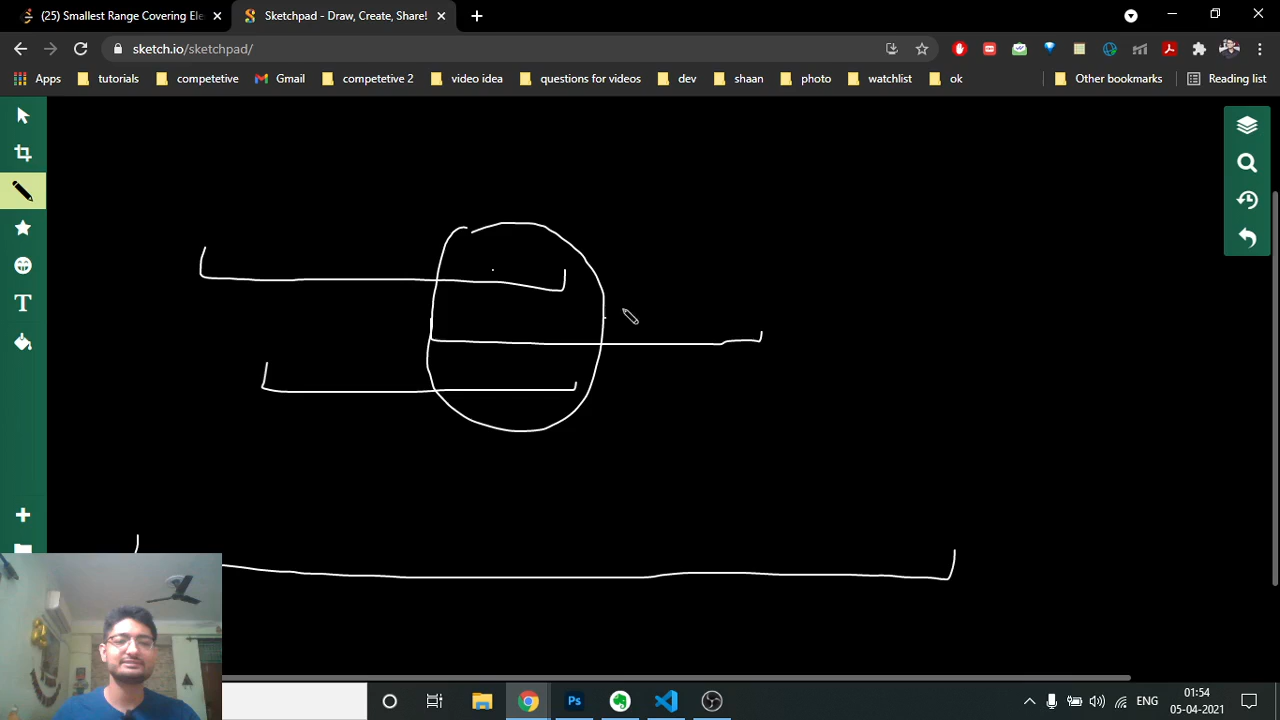 (25) Smallest Range Covering Ele
Sketchpad - Draw, Create, Share!
sketch.io/sketchpad/
Apps tutorials competetive Gmail competetive 2 video idea questions for videos dev shaan photo watchlist ok Other bookmarks Reading list
T
Ps
ENG
01:54
05-04-2021